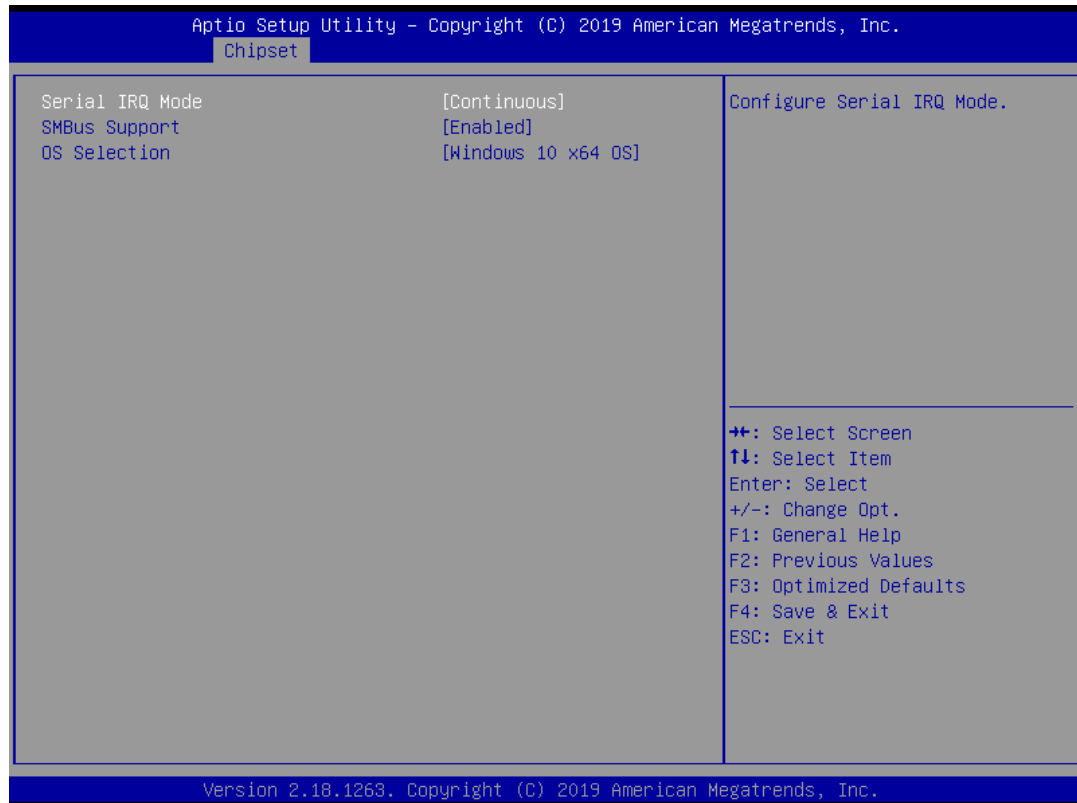 Aptio Setup Utility – Copyright (C) 2019 American Megatrends, Inc.
Chipset
Serial IRQ Mode [Continuous]
SMBus Support [Enabled]
OS Selection [Windows 10 x64 OS]
Configure Serial IRQ Mode.
→←: Select Screen
↑↓: Select Item
Enter: Select
+/-: Change Opt.
F1: General Help
F2: Previous Values
F3: Optimized Defaults
F4: Save & Exit
ESC: Exit
Version 2.18.1263. Copyright (C) 2019 American Megatrends, Inc.